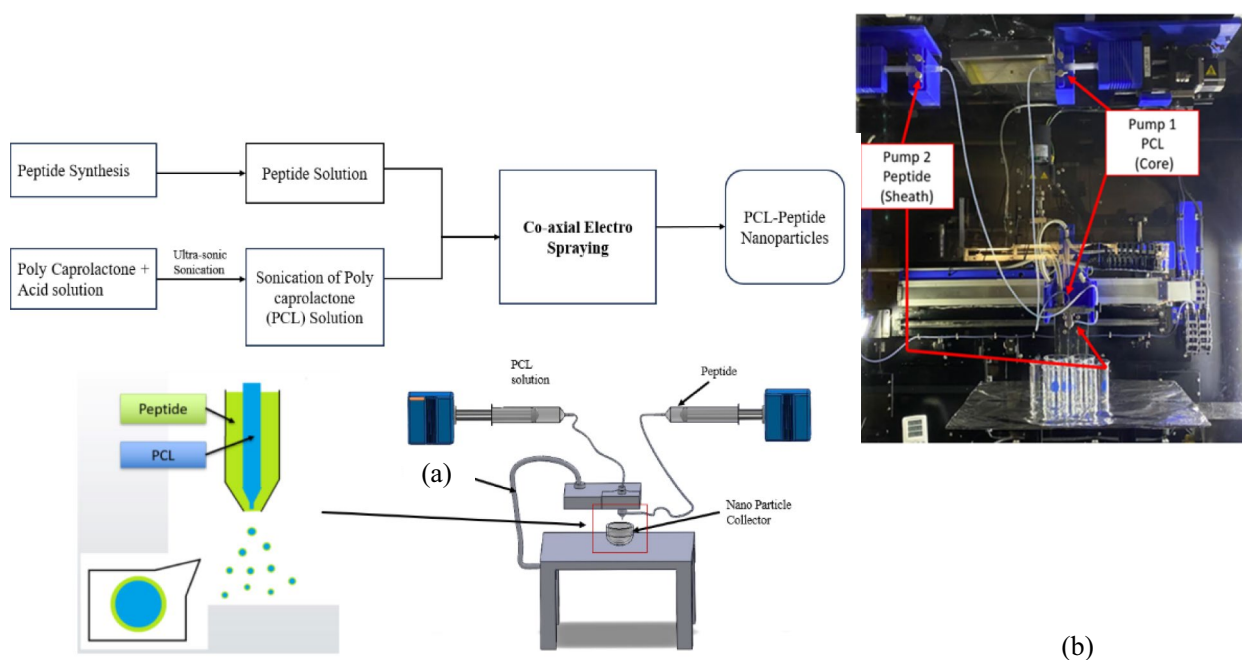 Peptide Synthesis
Peptide Solution
Poly Caprolactone +
Acid solution
Ultra-sonic
Sonication
Sonication of Poly
caprolactone
(PCL) Solution
Co-axial Electro
Spraying
PCL-Peptide
Nanoparticles
Peptide
PCL
PCL
solution
Peptide
(a)
Nano Particle
Collector
Pump 1
PCL
(Core)
Pump 2
Peptide
(Sheath)
(b)